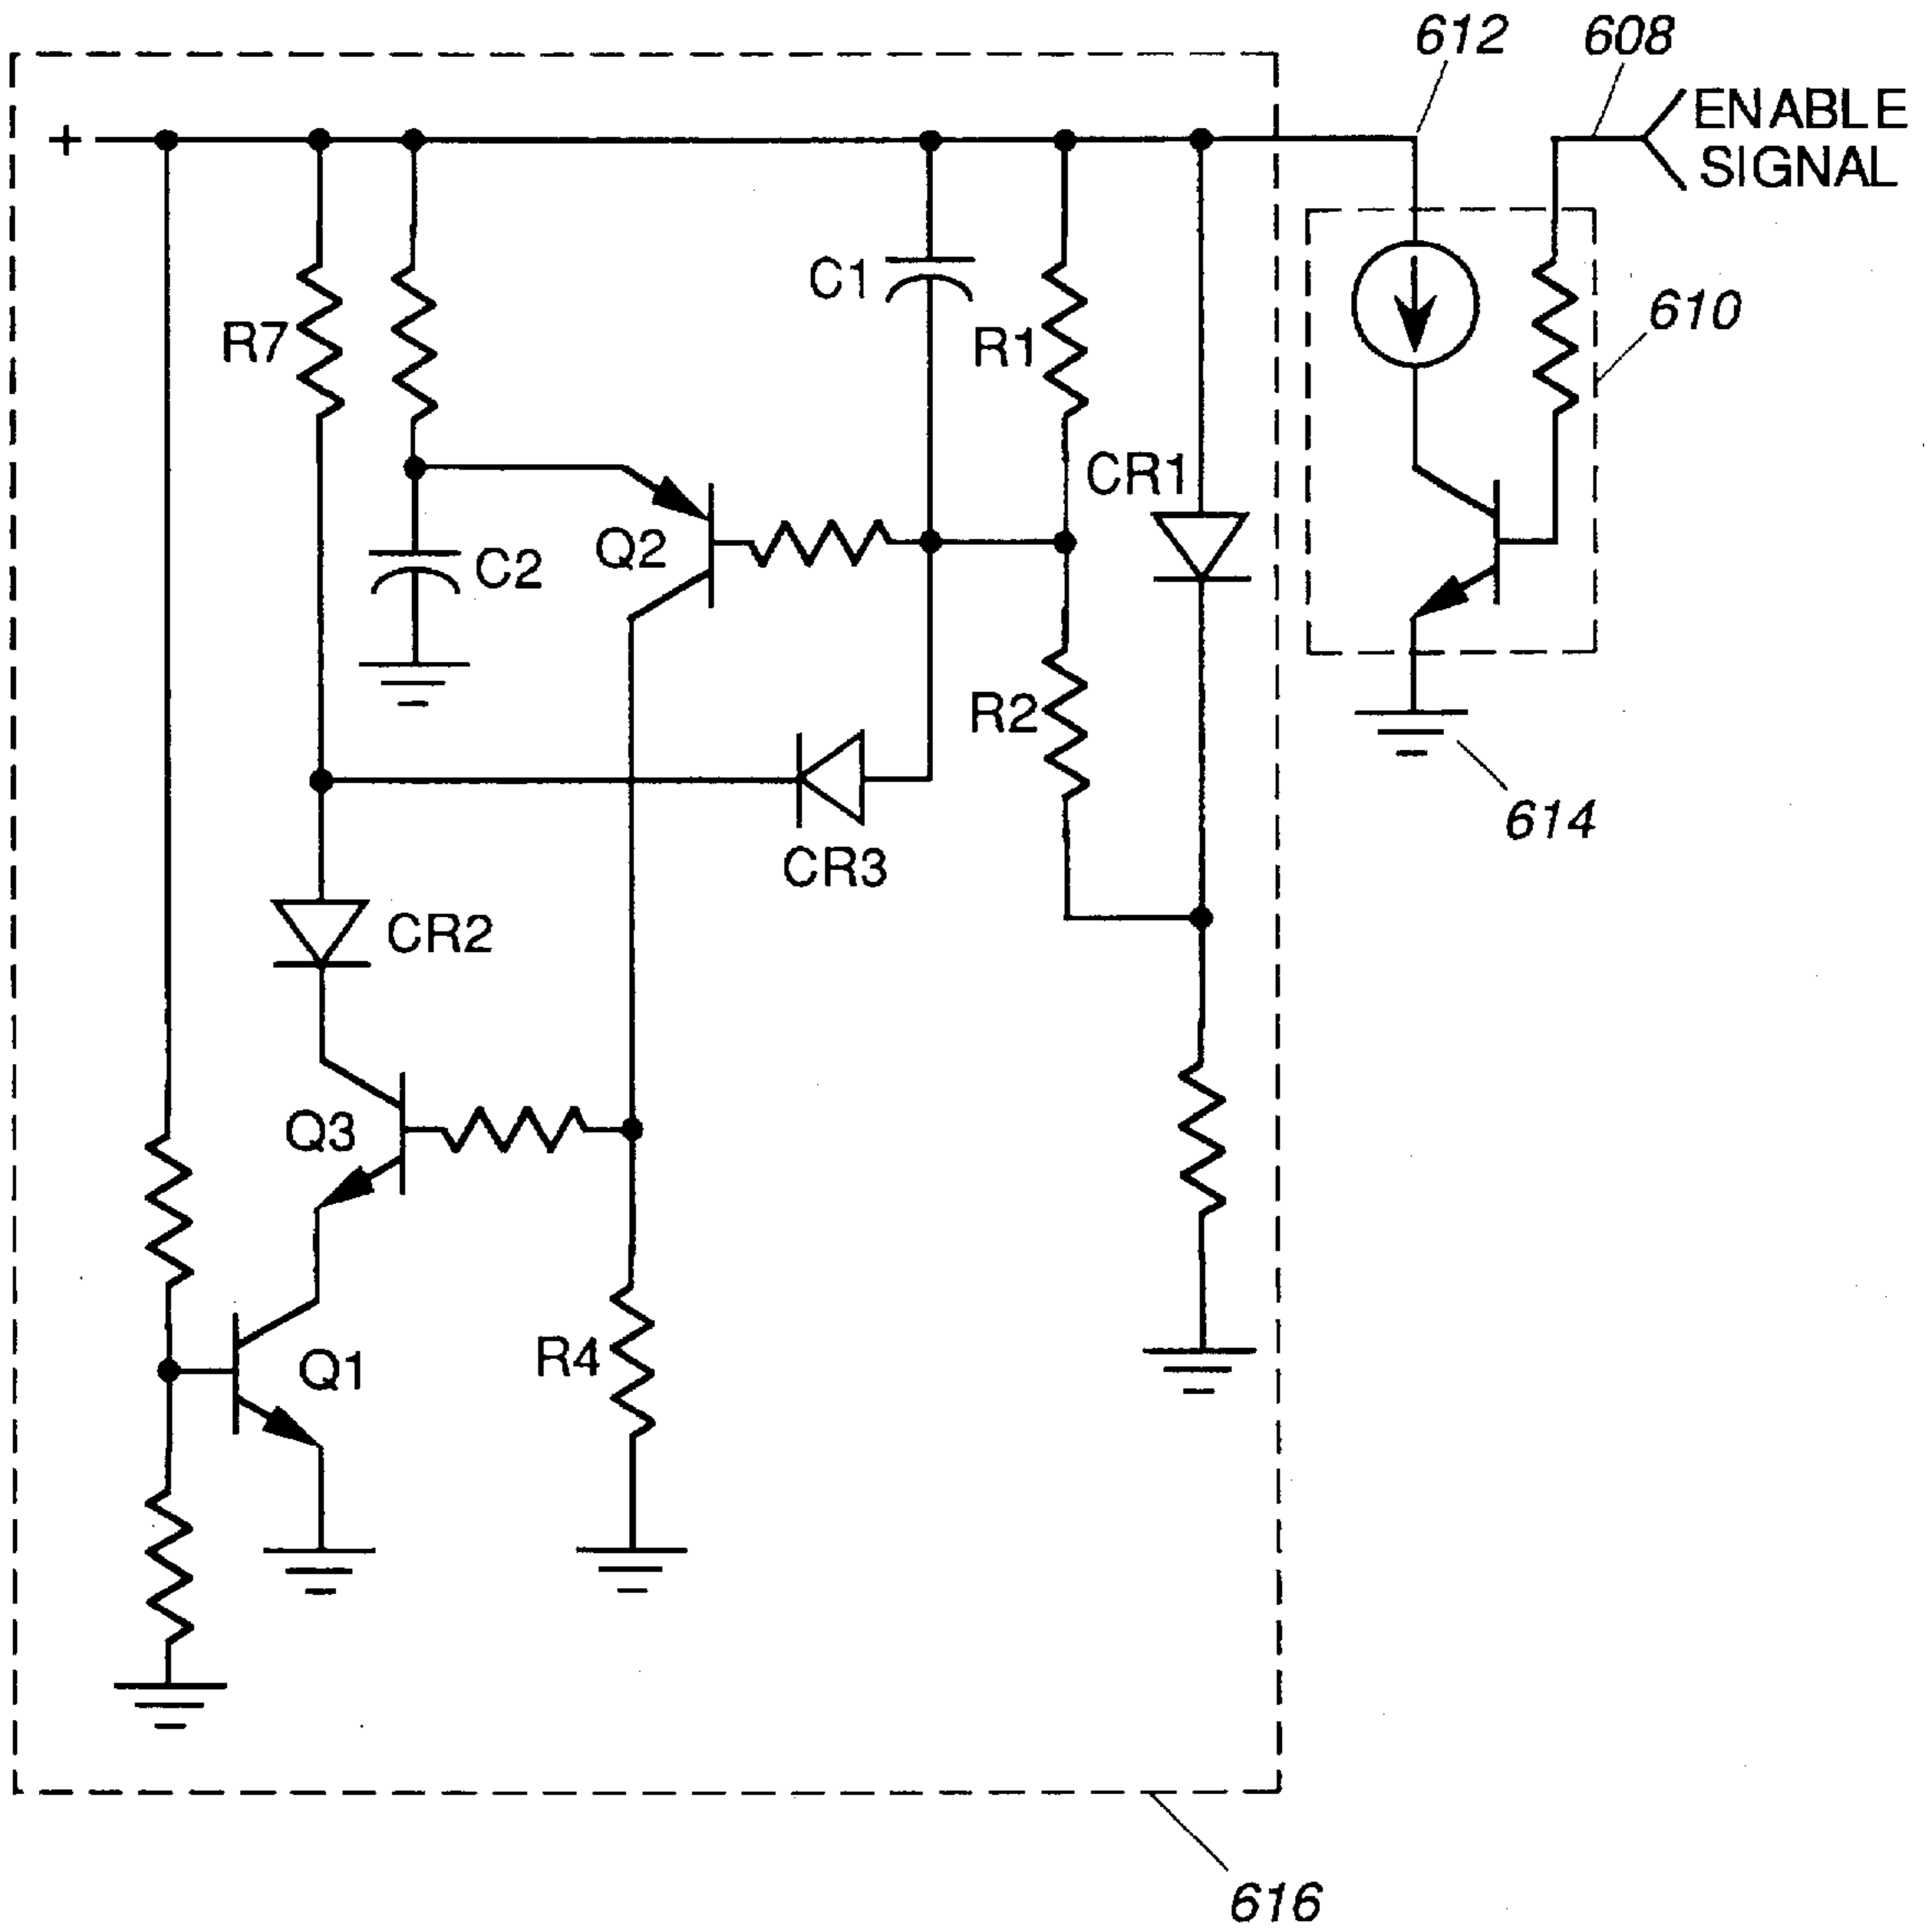 612
608
+
ENABLE
SIGNAL
C1
R7
R1
610
CR1
Q2
C2
R2
614
CR3
CR2
Q3
R4
Q1
616